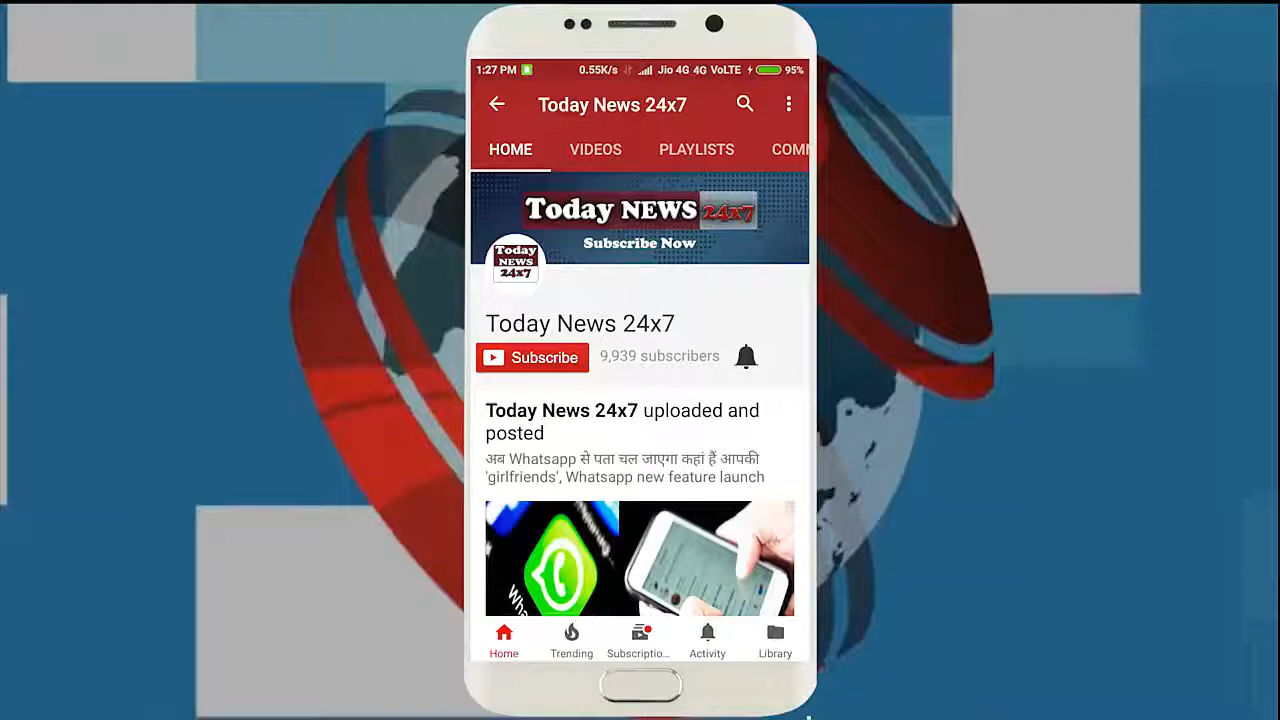 1:27 PM 0.55K/s Jio 4G 4G VoLTE 95%
Today News 24x7
HOME VIDEOS PLAYLISTS COMM
Today NEWS 24x7
Subscribe Now
Today
NEWS
24x7
Today News 24x7
Subscribe 9,939 subscribers
Today News 24x7 uploaded and
posted
अब Whatsapp से पता चल जाएगा कहां हैं आपकी
'girlfriends', Whatsapp new feature launch
Home Trending Subscriptio... Activity Library